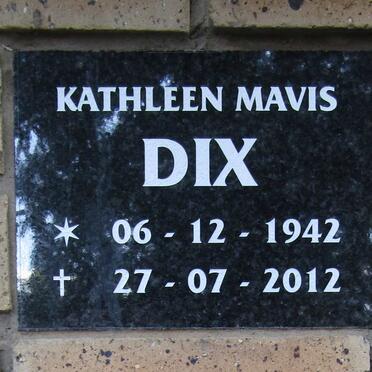 KATHLEEN MAVIS
DIX
✶ 06 - 12 - 1942
† 27 - 07 - 2012